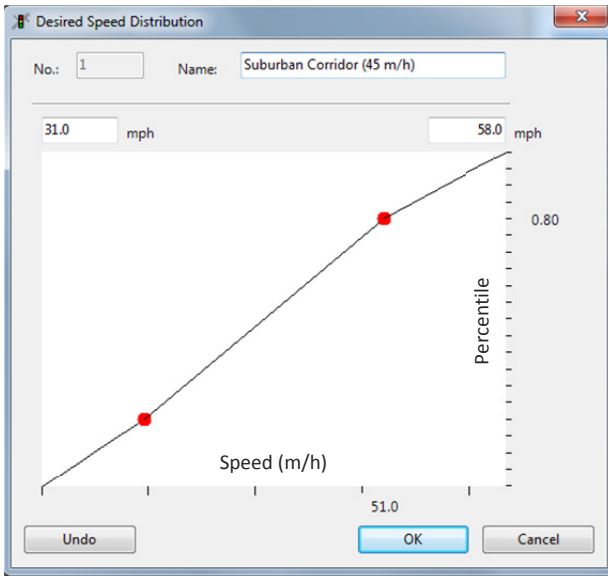 Desired Speed Distribution
No.: 1 Name: Suburban Corridor (45 m/h)
31.0 mph 58.0 mph
0.80
Percentile
Speed (m/h)
51.0
Undo OK Cancel